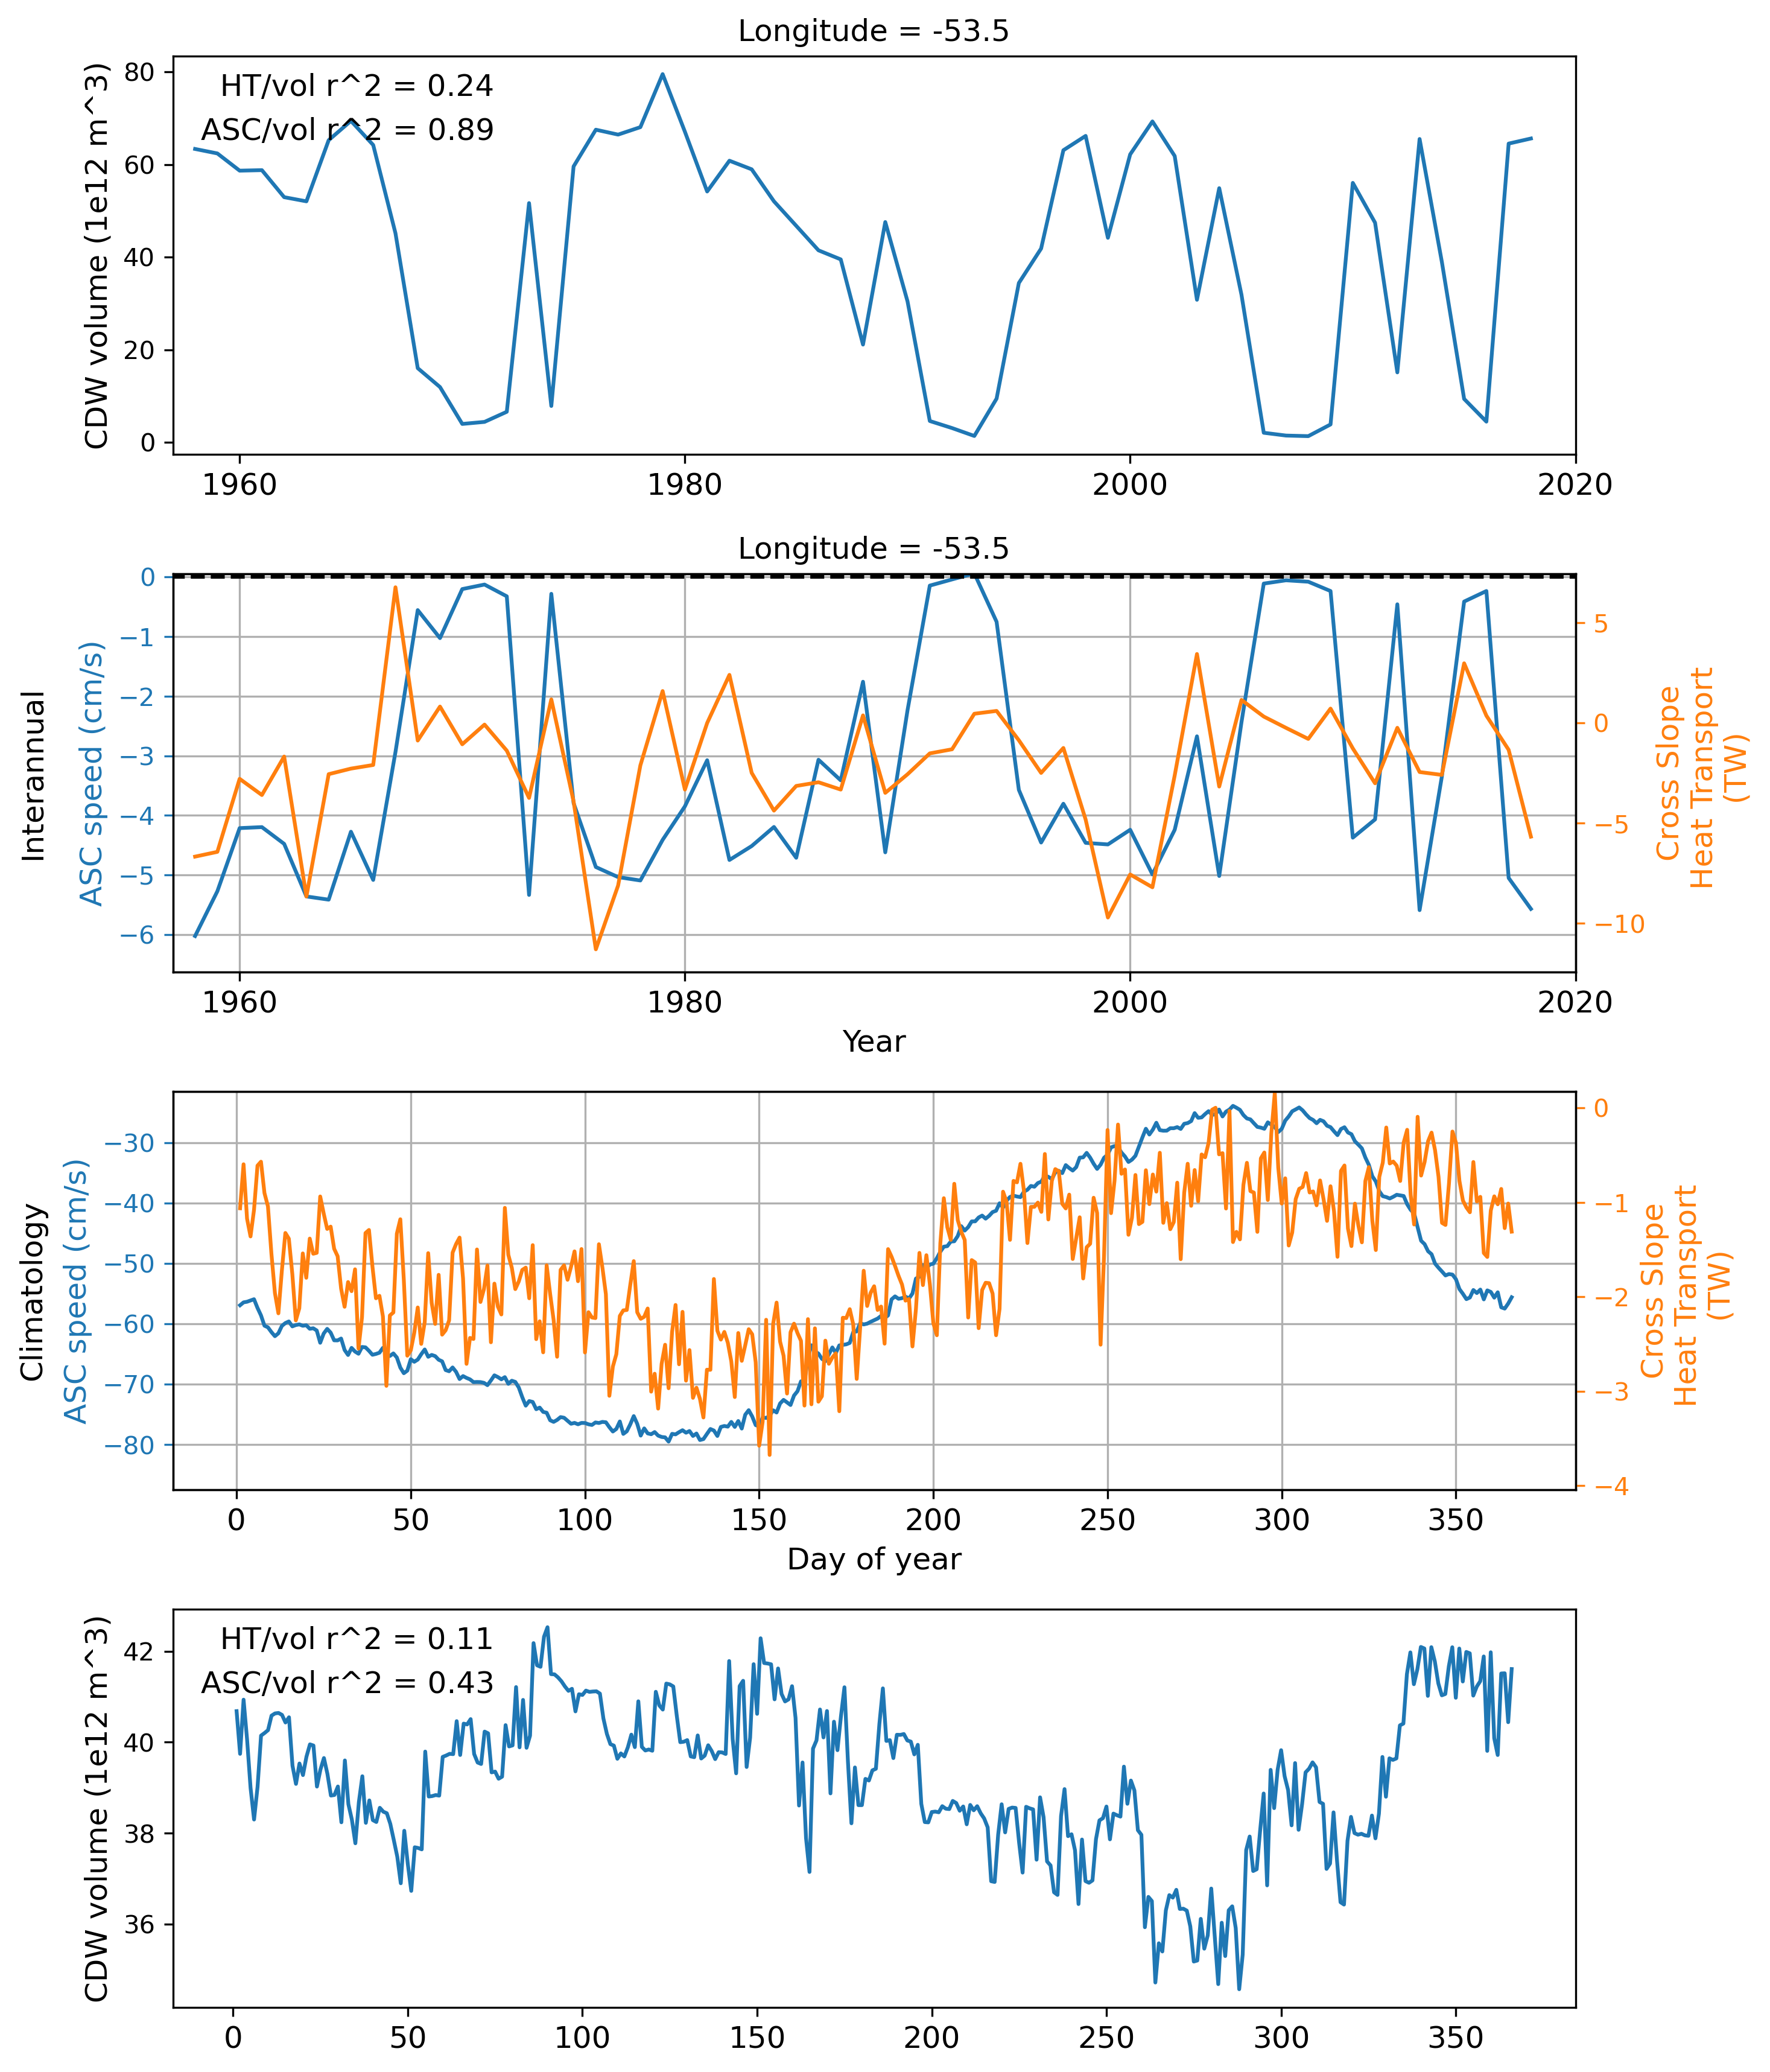 Longitude = -53.5
CDW volume (1e12 m^3)
HT/vol r^2 = 0.24
ASC/vol r^2 = 0.89
80
60
40
20
0
1960 1980 2000 2020
Longitude = -53.5
Interannual
ASC speed (cm/s)
0
−1
−2
−3
−4
−5
−6
5
0
−5
−10
Cross Slope
Heat Transport
(TW)
1960 1980 2000 2020
Year
Climatology
ASC speed (cm/s)
−30
−40
−50
−60
−70
−80
0
−1
−2
−3
−4
Cross Slope
Heat Transport
(TW)
0 50 100 150 200 250 300 350
Day of year
CDW volume (1e12 m^3)
HT/vol r^2 = 0.11
ASC/vol r^2 = 0.43
42
40
38
36
0 50 100 150 200 250 300 350